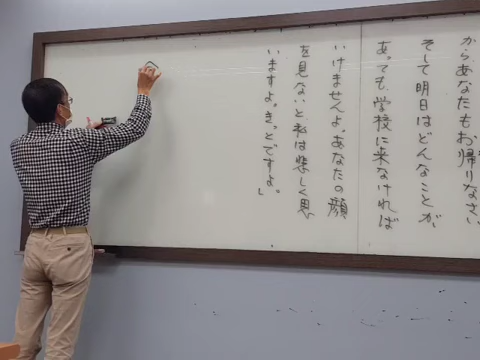 からあなたもお帰りなさい
そして明日はどんなことが
あっても、学校に来なければ
いけませんよ。あなたの顔
を見ないと私は悲しく思
いますよ。きっとですよ。」